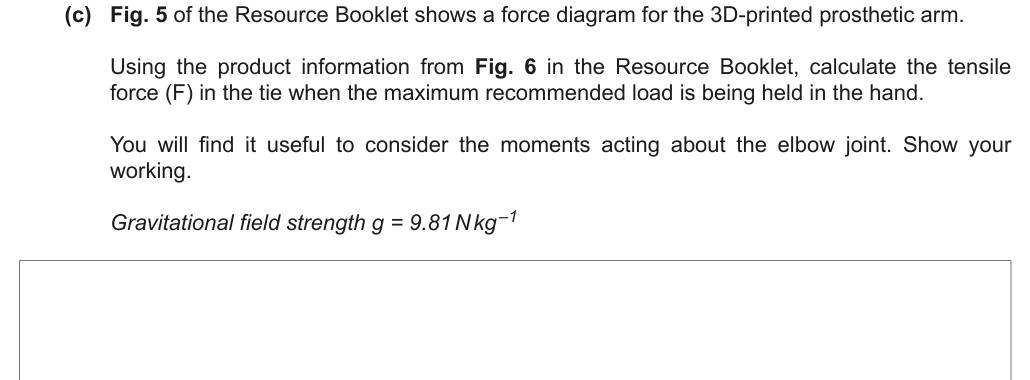 (c) Fig. 5 of the Resource Booklet shows a force diagram for the 3D-printed prosthetic arm.
Using the product information from Fig. 6 in the Resource Booklet, calculate the tensile
force (F) in the tie when the maximum recommended load is being held in the hand.
You will find it useful to consider the moments acting about the elbow joint. Show your
working.
Gravitational field strength g = 9.81 N kg⁻¹